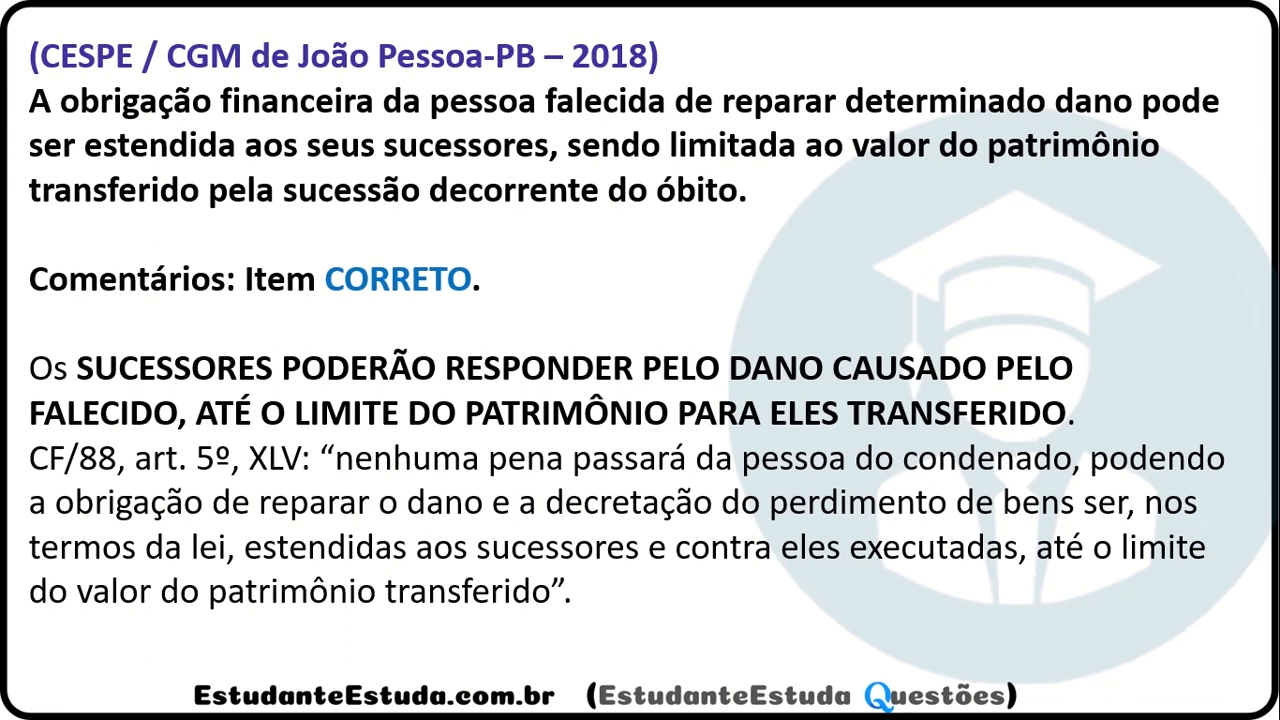 (CESPE / CGM de João Pessoa-PB – 2018)
A obrigação financeira da pessoa falecida de reparar determinado dano pode
ser estendida aos seus sucessores, sendo limitada ao valor do patrimônio
transferido pela sucessão decorrente do óbito.
Comentários: Item CORRETO.
Os SUCESSORES PODERÃO RESPONDER PELO DANO CAUSADO PELO
FALECIDO, ATÉ O LIMITE DO PATRIMÔNIO PARA ELES TRANSFERIDO.
CF/88, art. 5º, XLV: “nenhuma pena passará da pessoa do condenado, podendo
a obrigação de reparar o dano e a decretação do perdimento de bens ser, nos
termos da lei, estendidas aos sucessores e contra eles executadas, até o limite
do valor do patrimônio transferido”.
EstudanteEstuda.com.br (EstudanteEstuda Questões)